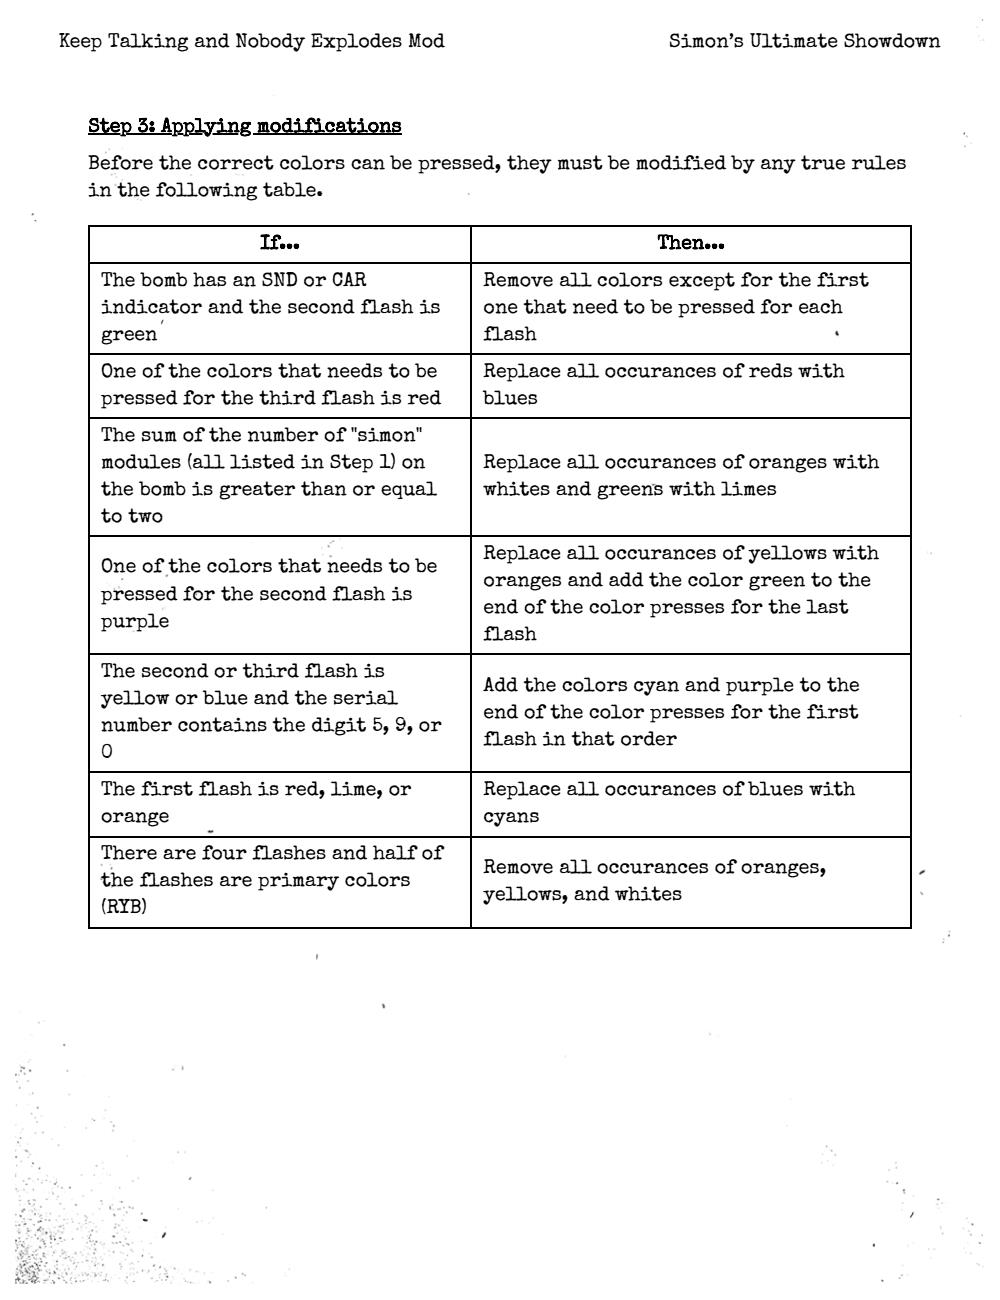 Keep Talking and Nobody Explodes Mod
Simon's Ultimate Showdown
Step 3: Applying modifications
Before the correct colors can be pressed, they must be modified by any true rules
in the following table.
If...
Then...
The bomb has an SND or CAR
indicator and the second flash is
green
Remove all colors except for the first
one that need to be pressed for each
flash
One of the colors that needs to be
pressed for the third flash is red
Replace all occurances of reds with
blues
The sum of the number of "simon"
modules (all listed in Step 1) on
the bomb is greater than or equal
to two
Replace all occurances of oranges with
whites and greens with limes
One of the colors that needs to be
pressed for the second flash is
purple
Replace all occurances of yellows with
oranges and add the color green to the
end of the color presses for the last
flash
The second or third flash is
yellow or blue and the serial
number contains the digit 5, 9, or
0
Add the colors cyan and purple to the
end of the color presses for the first
flash in that order
The first flash is red, lime, or
orange
Replace all occurances of blues with
cyans
There are four flashes and half of
the flashes are primary colors
(RYB)
Remove all occurances of oranges,
yellows, and whites